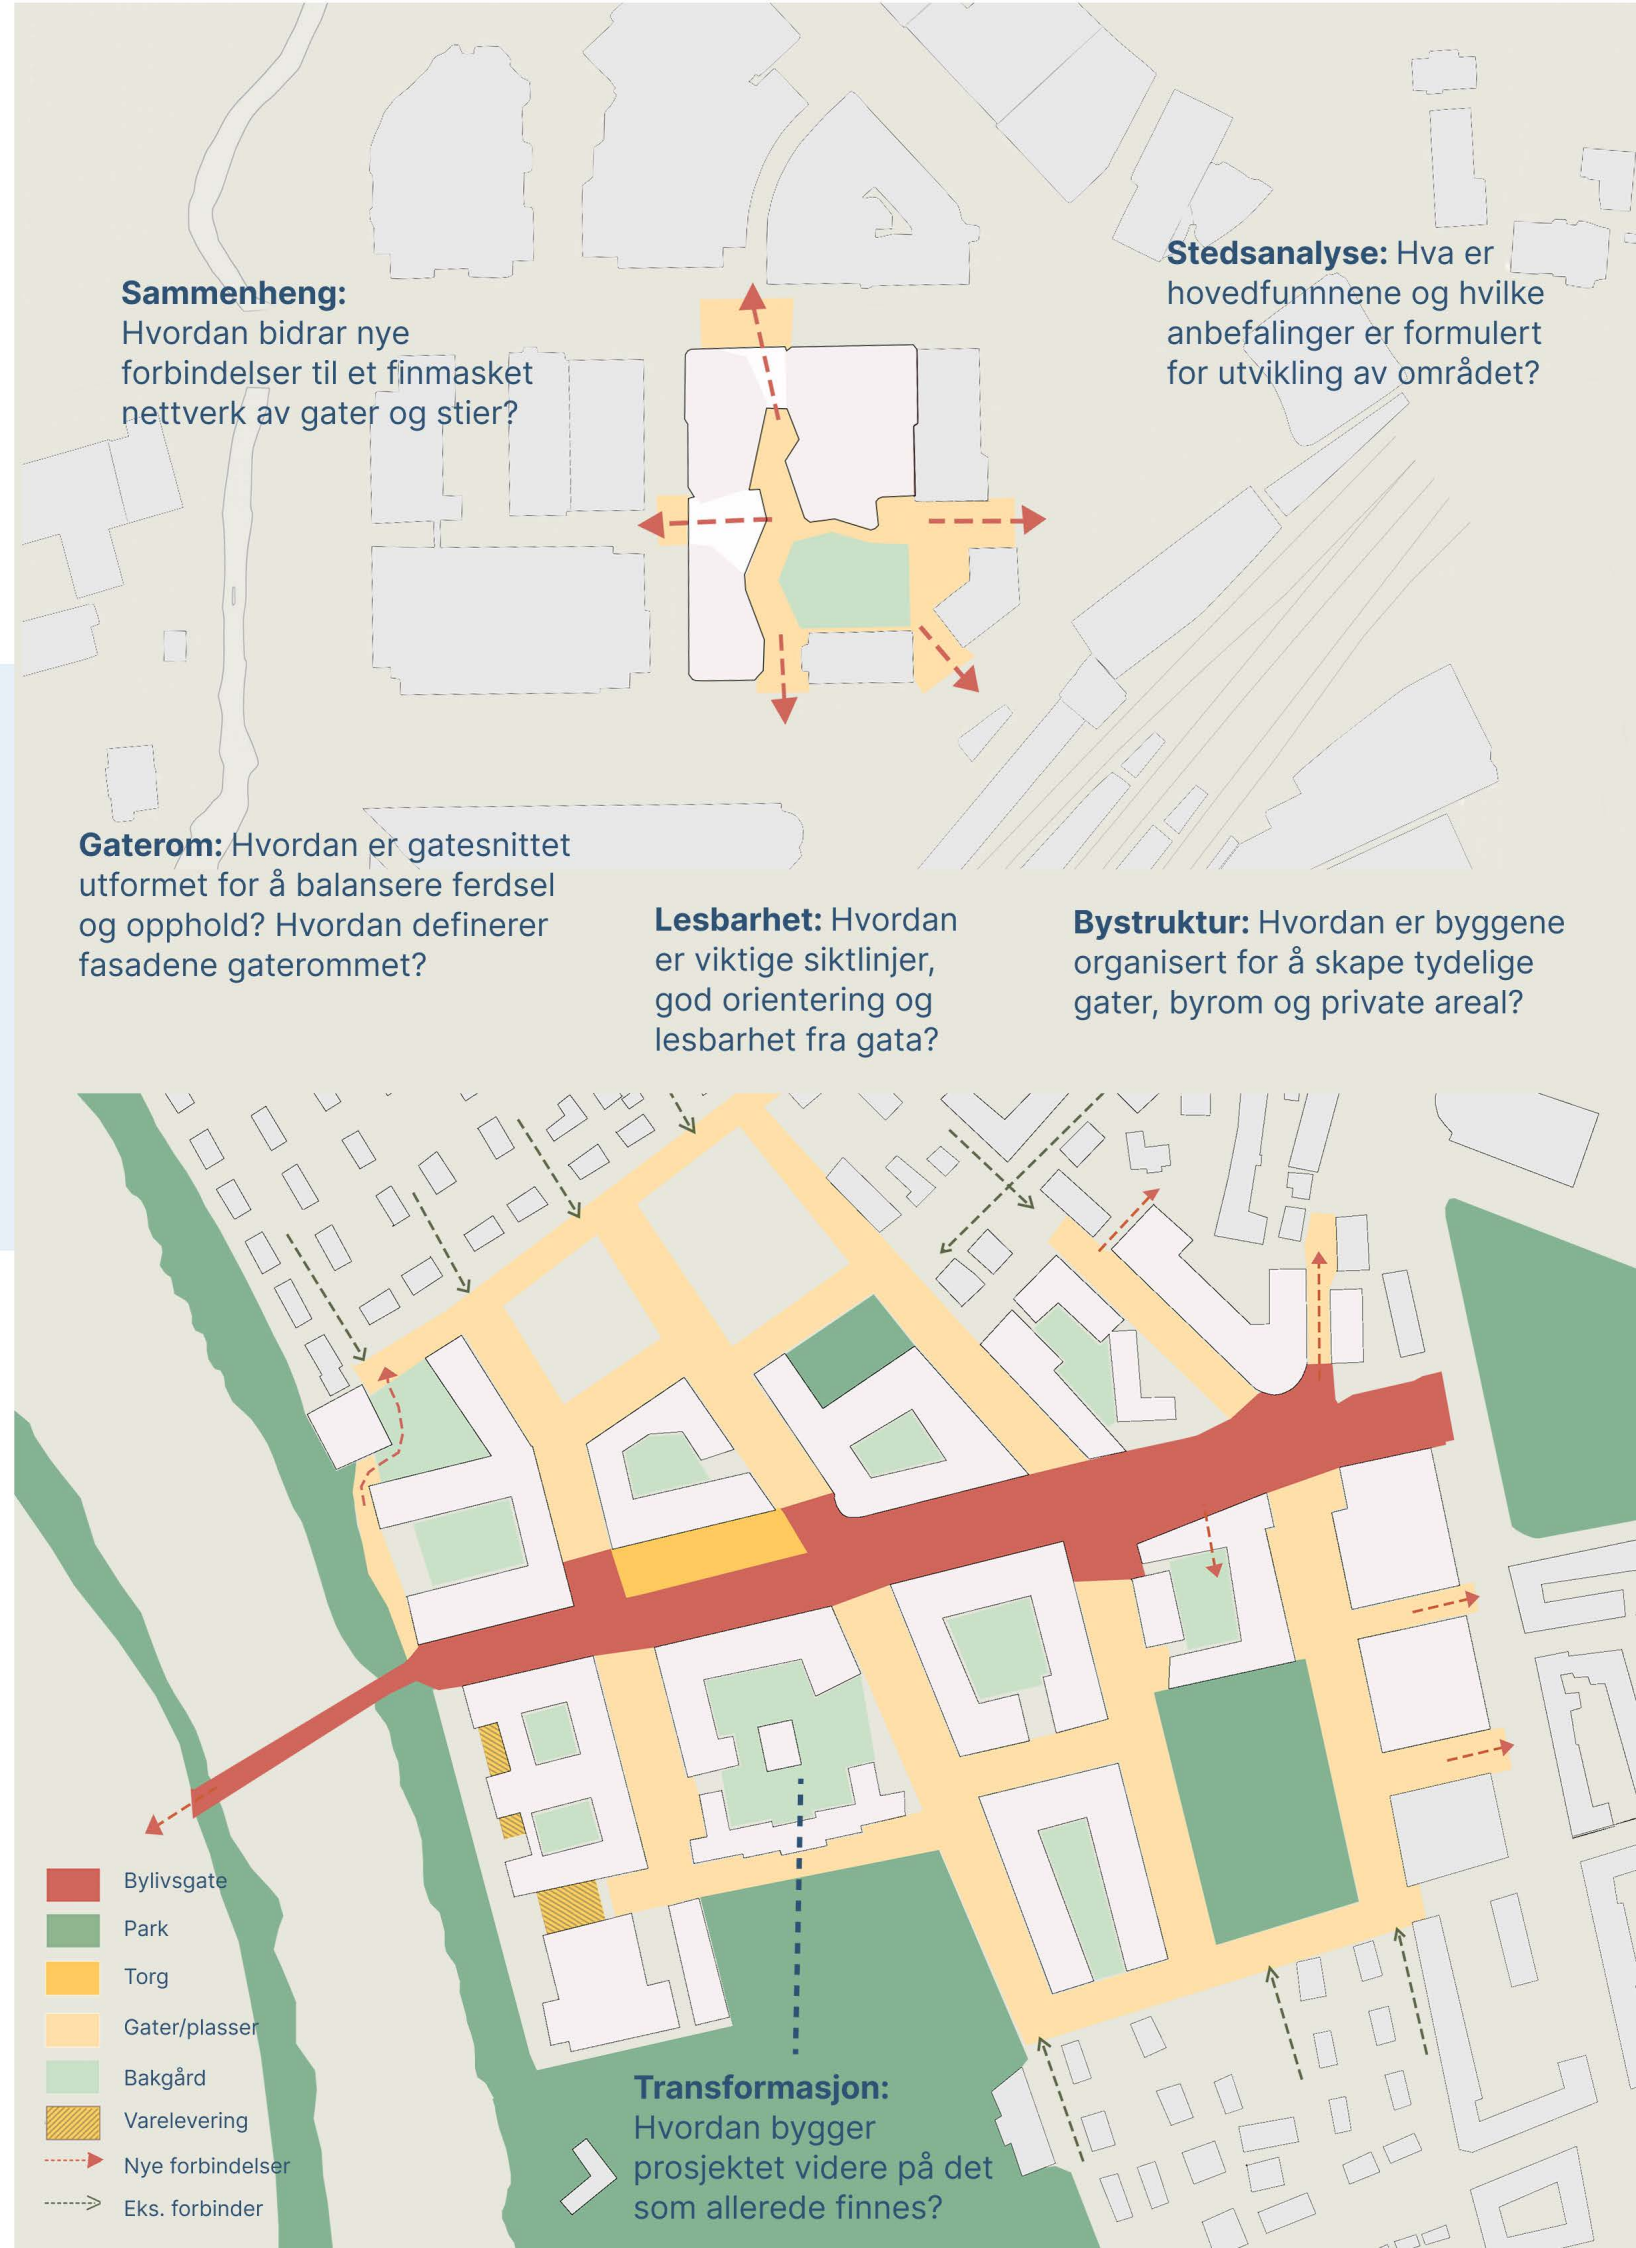 Sammenheng:
Hvordan bidrar nye
forbindelser til et finmasket
nettverk av gater og stier?
Stedsanalyse: Hva er
hovedfunnnene og hvilke
anbefalinger er formulert
for utvikling av området?
Gaterom: Hvordan er gatesnittet
utformet for å balansere ferdsel
og opphold? Hvordan definerer
fasadene gaterommet?
Lesbarhet: Hvordan
er viktige siktlinjer,
god orientering og
lesbarhet fra gata?
Bystruktur: Hvordan er byggene
organisert for å skape tydelige
gater, byrom og private areal?
Bylivsgate
Park
Torg
Gater/plasser
Bakgård
Varelevering
Nye forbindelser
Eks. forbinder
Transformasjon:
Hvordan bygger
prosjektet videre på det
som allerede finnes?